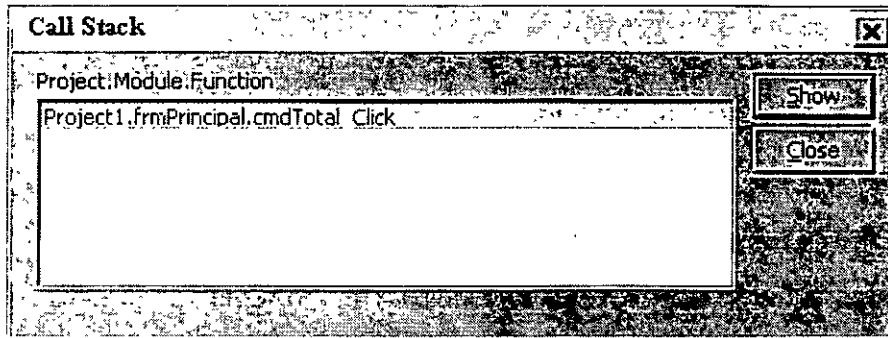 Call Stack
Project.Module.Function
Show
Project1.frmPrincipal.cmdTotal_Click
Close